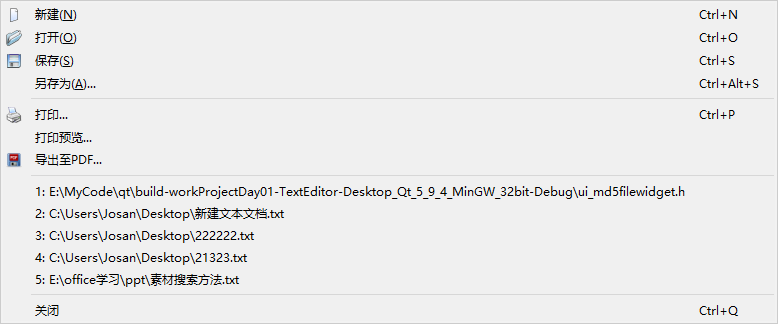 新建(N) Ctrl+N
打开(O) Ctrl+O
保存(S) Ctrl+S
另存为(A)... Ctrl+Alt+S
打印... Ctrl+P
打印预览...
导出至PDF...
1: E:\MyCode\qt\build-workProjectDay01-TextEditor-Desktop_Qt_5_9_4_MinGW_32bit-Debug\ui_md5filewidget.h
2: C:\Users\Josan\Desktop\新建文本文档.txt
3: C:\Users\Josan\Desktop\222222.txt
4: C:\Users\Josan\Desktop\21323.txt
5: E:\office学习\ppt\素材搜索方法.txt
关闭 Ctrl+Q